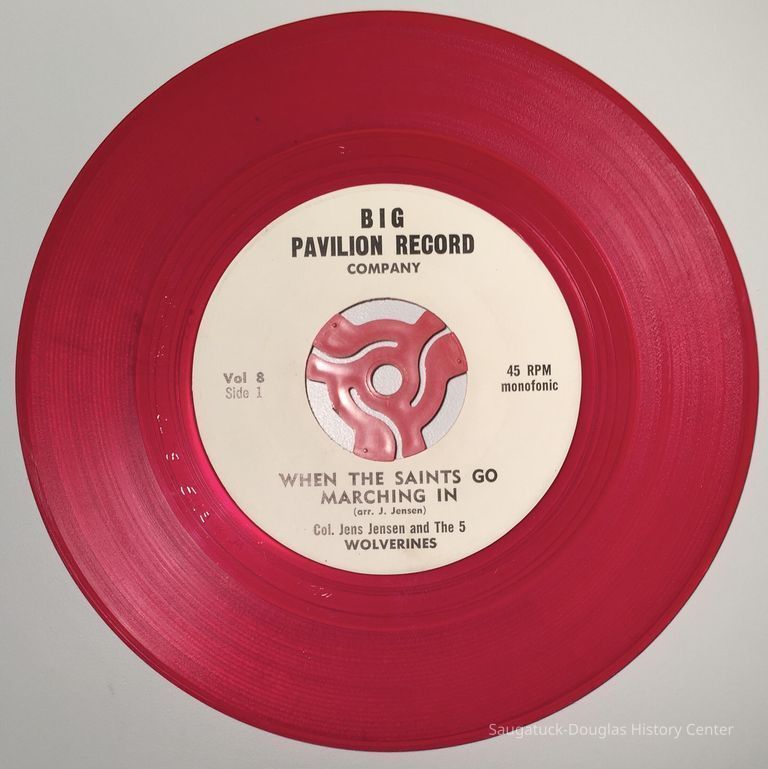 BIG
PAVILION RECORD
COMPANY
Vol 8
Side 1
45 RPM
monofonic
WHEN THE SAINTS GO
MARCHING IN
(arr. J. Jensen)
Col. Jens Jensen and The 5
WOLVERINES
Saugatuck-Douglas History Center